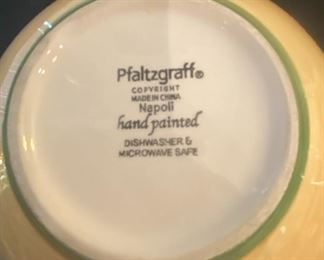 Pfaltzgraff®
COPYRIGHT
MADE IN CHINA
Napoli
hand painted
DISHWASHER &
MICROWAVE SAFE